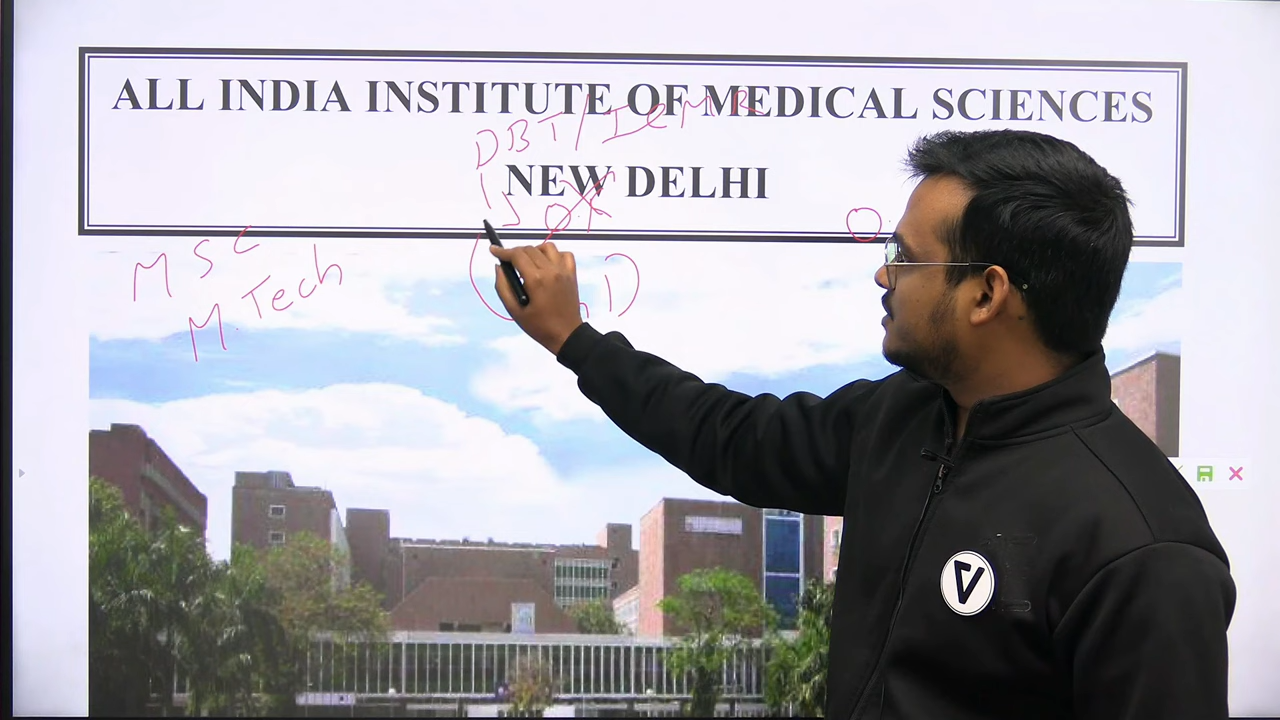 ALL INDIA INSTITUTE OF MEDICAL SCIENCES
DBT/ICMR
NEW DELHI
MSC
M.Tech